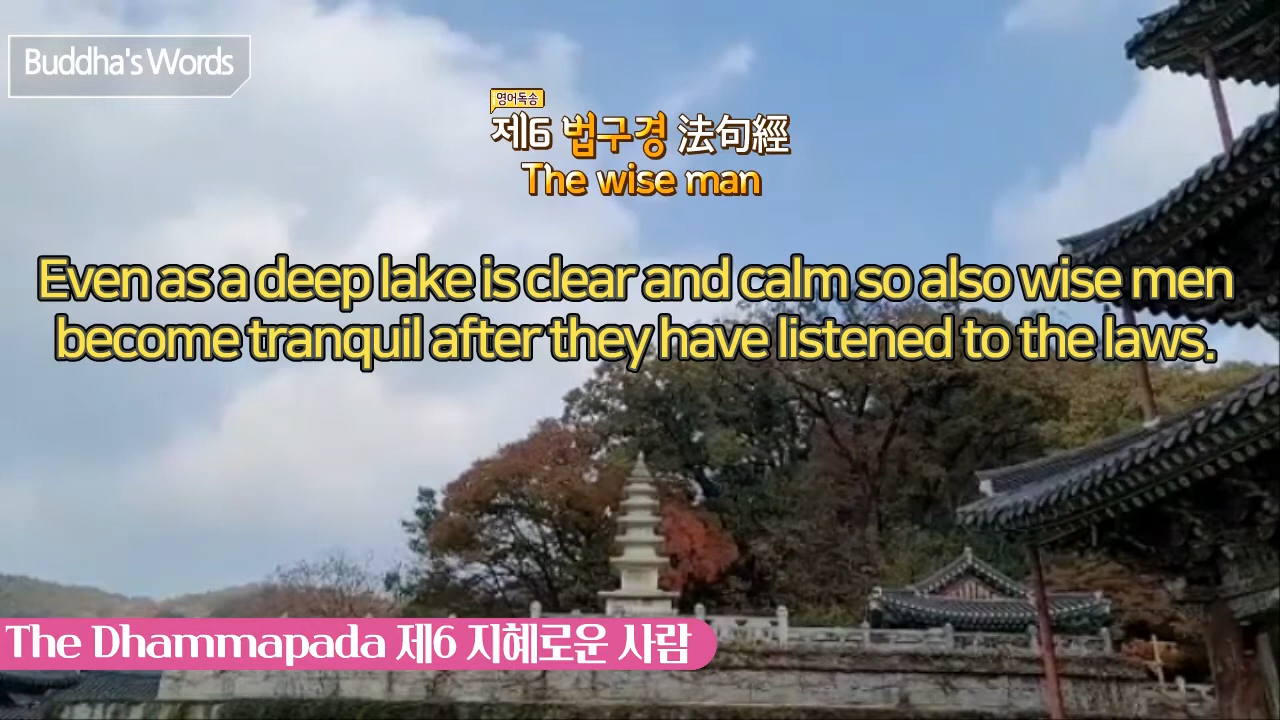 Buddha's Words
영어독송
제6 법구경 法句經
The wise man
Even as a deep lake is clear and calm so also wise men
become tranquil after they have listened to the laws.
The Dhammapada 제6 지혜로운 사람